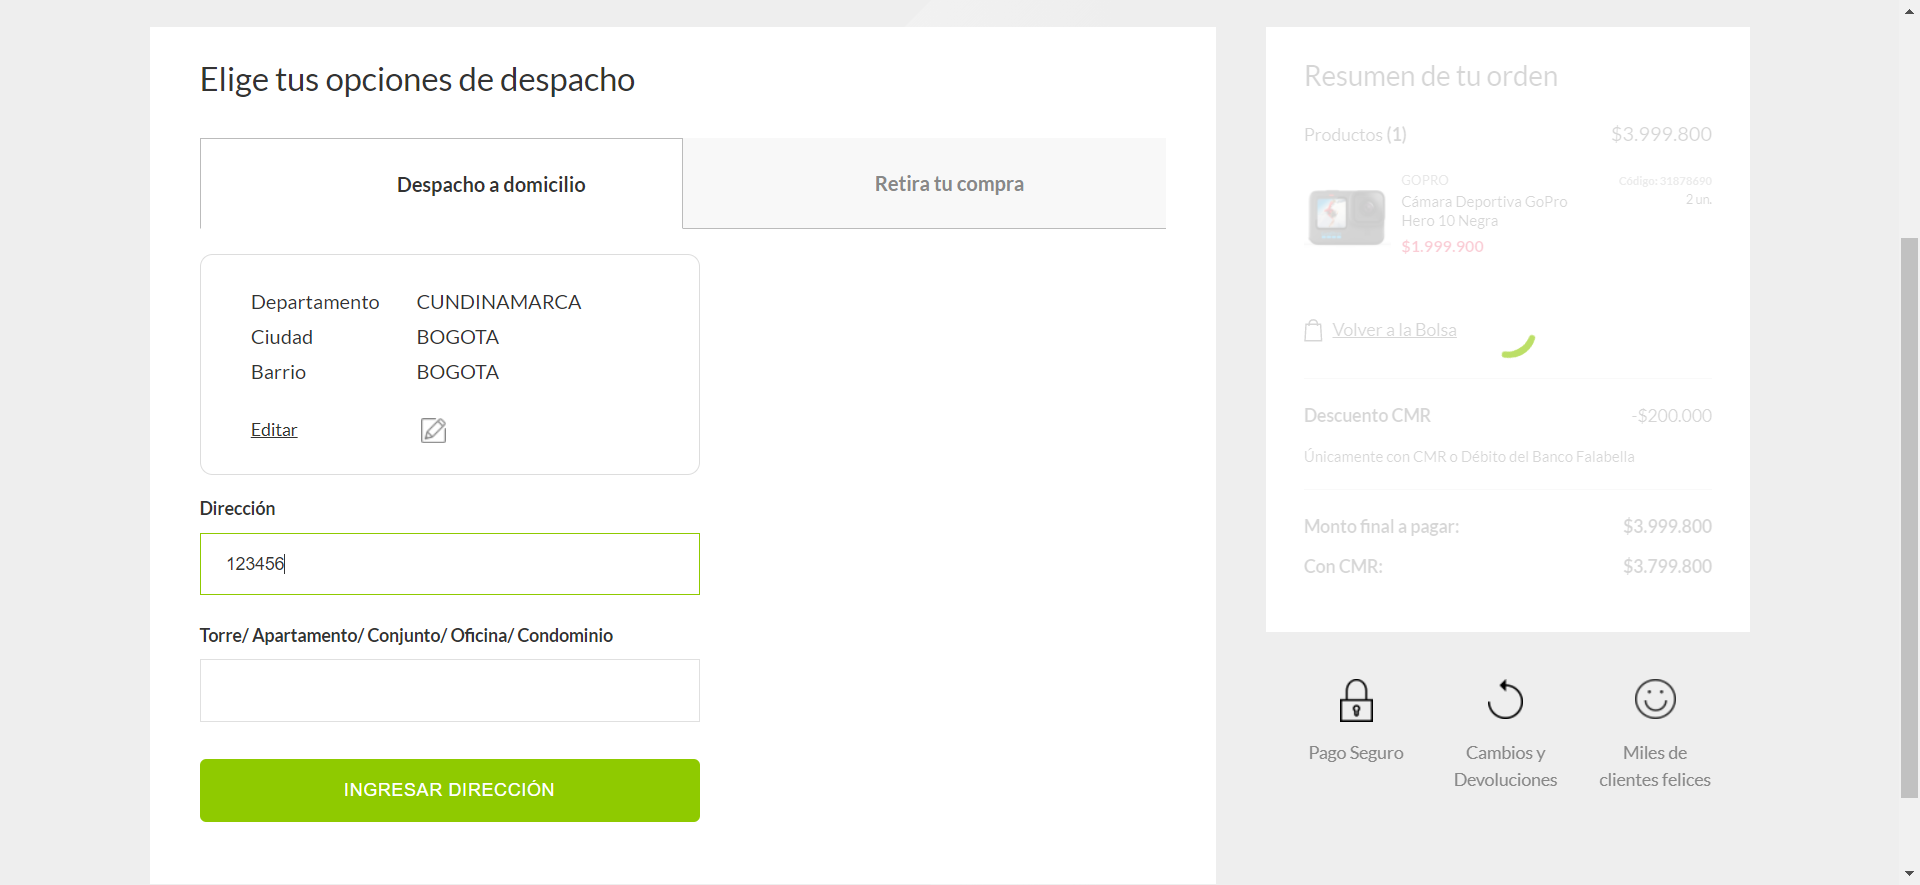 Elige tus opciones de despacho
Despacho a domicilio
Retira tu compra
Departamento CUNDINAMARCA
Ciudad BOGOTA
Barrio BOGOTA
Editar
Dirección
123456
Torre/ Apartamento/ Conjunto/ Oficina/ Condominio
INGRESAR DIRECCIÓN
Resumen de tu orden
Productos (1) $3.999.800
GOPRO Código: 31878690
Cámara Deportiva GoPro 2 un.
Hero 10 Negra
$1.999.900
Volver a la Bolsa
Descuento CMR -$200.000
Únicamente con CMR o Débito del Banco Falabella
Monto final a pagar: $3.999.800
Con CMR: $3.799.800
Pago Seguro
Cambios y
Devoluciones
Miles de
clientes felices